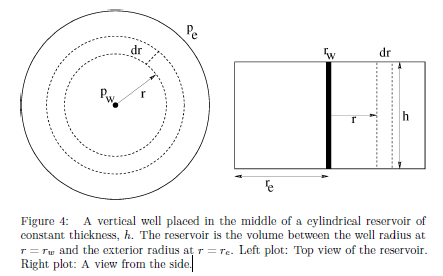 p_e
dr
p_w
r
r_w
dr
r
h
r_e
Figure 4: A vertical well placed in the middle of a cylindrical reservoir of
constant thickness, h. The reservoir is the volume between the well radius at
r = r_w and the exterior radius at r = r_e. Left plot: Top view of the reservoir.
Right plot: A view from the side.